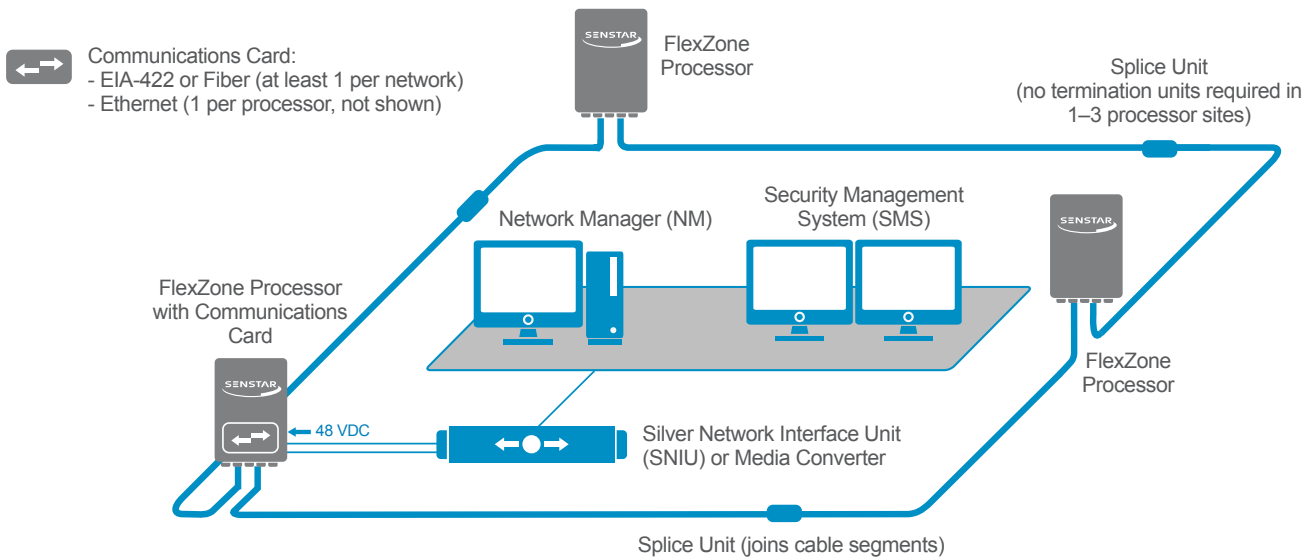 Communications Card:
- EIA-422 or Fiber (at least 1 per network)
- Ethernet (1 per processor, not shown)
SENSTAR
FlexZone
Processor
Splice Unit
(no termination units required in
1–3 processor sites)
Network Manager (NM)
Security Management
System (SMS)
SENSTAR
FlexZone Processor
with Communications
Card
FlexZone
Processor
SENSTAR
48 VDC
Silver Network Interface Unit
(SNIU) or Media Converter
Splice Unit (joins cable segments)